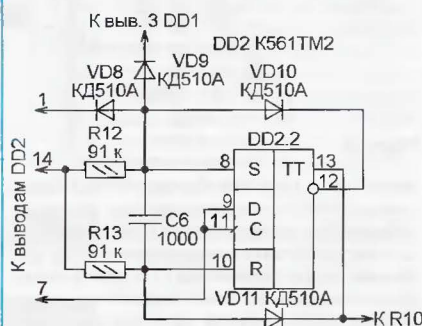 К выв. 3 DD1
DD2 К561ТМ2
VD8
КД510А
VD9
КД510А
VD10
КД510А
1
14
R12
91 к
DD2.2
8
S
TT
13
12
К выводам DD2
C6
1000
9
D
11
C
R13
91 к
10
R
7
VD11 КД510А
К R10